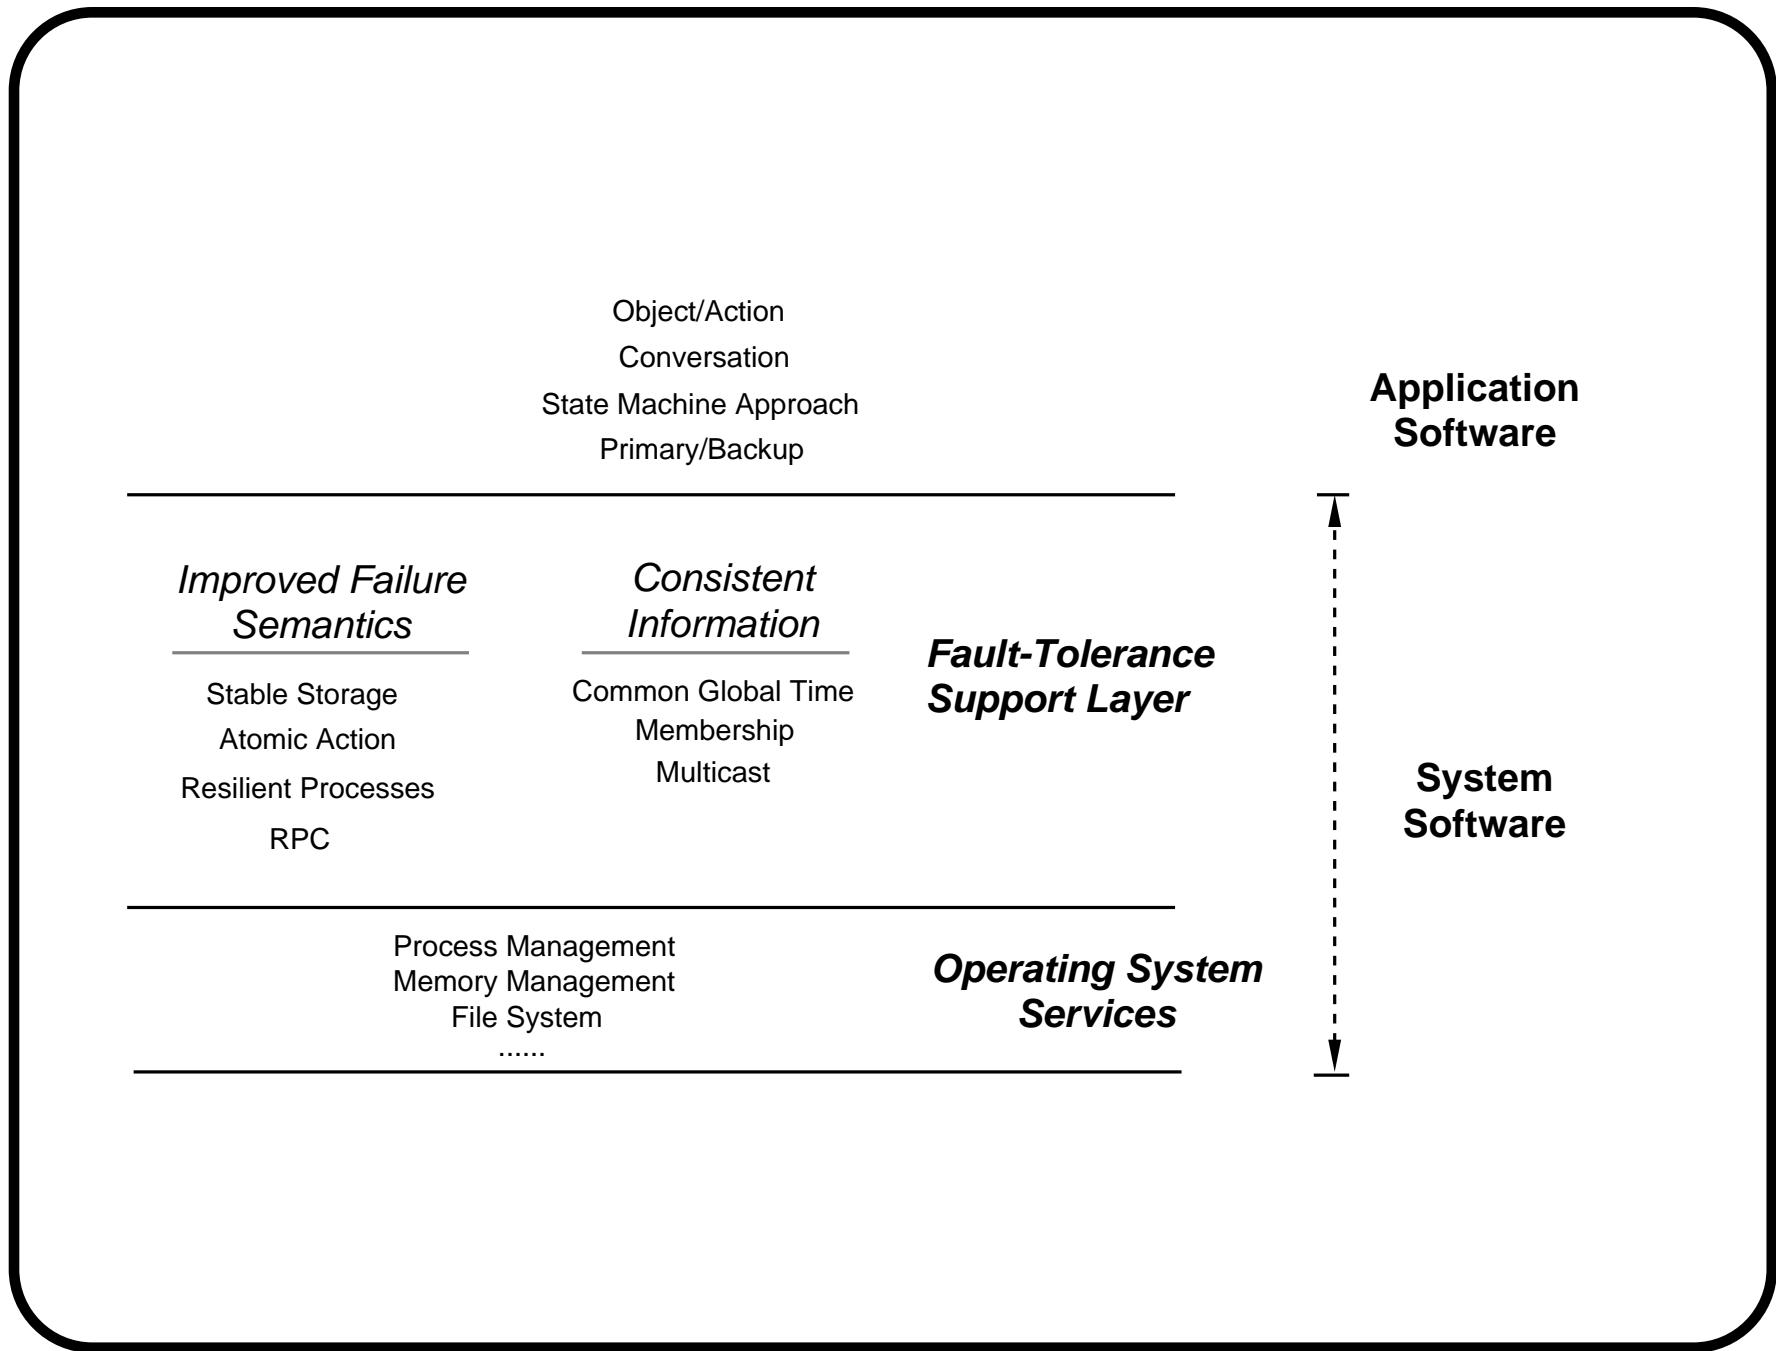 Object/Action
Conversation
State Machine Approach
Primary/Backup
Application
Software
Improved Failure
Semantics
Stable Storage
Atomic Action
Resilient Processes
RPC
Consistent
Information
Common Global Time
Membership
Multicast
Fault-Tolerance
Support Layer
System
Software
Process Management
Memory Management
File System
......
Operating System
Services